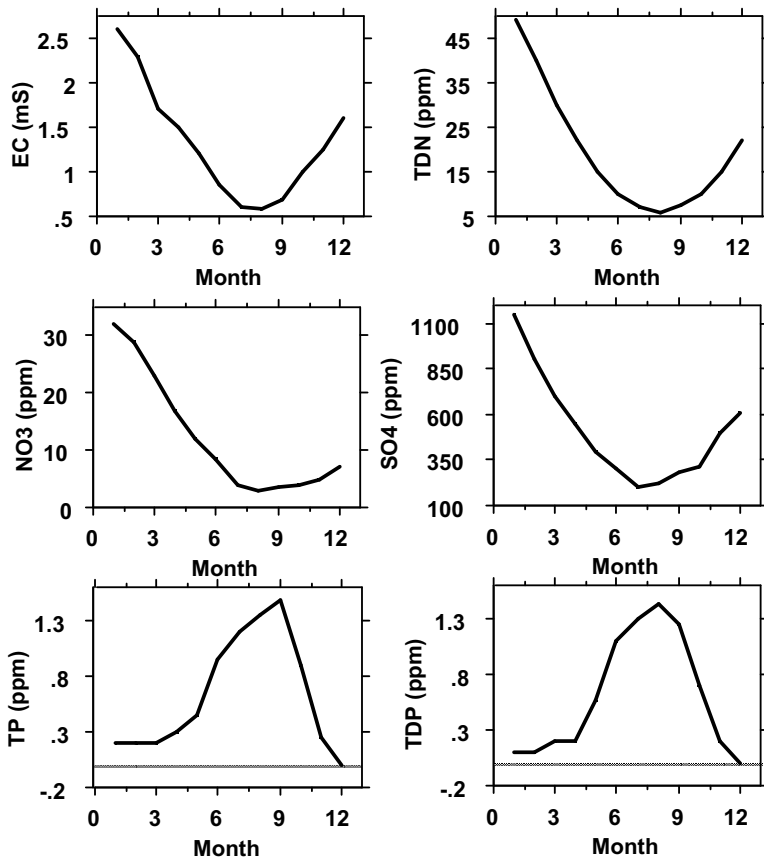 EC (mS)
2.5
2
1.5
1
.5
0 3 6 9 12
Month
TDN (ppm)
45
35
25
15
5
0 3 6 9 12
Month
NO3 (ppm)
30
20
10
0
0 3 6 9 12
Month
SO4 (ppm)
1100
850
600
350
100
0 3 6 9 12
Month
TP (ppm)
1.3
.8
.3
-.2
0 3 6 9 12
Month
TDP (ppm)
1.3
.8
.3
-.2
0 3 6 9 12
Month